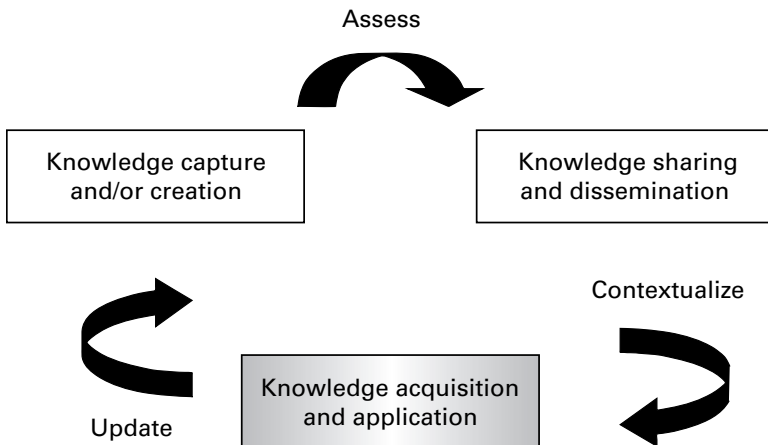 Assess
Knowledge capture
and/or creation
Knowledge sharing
and dissemination
Contextualize
Knowledge acquisition
and application
Update